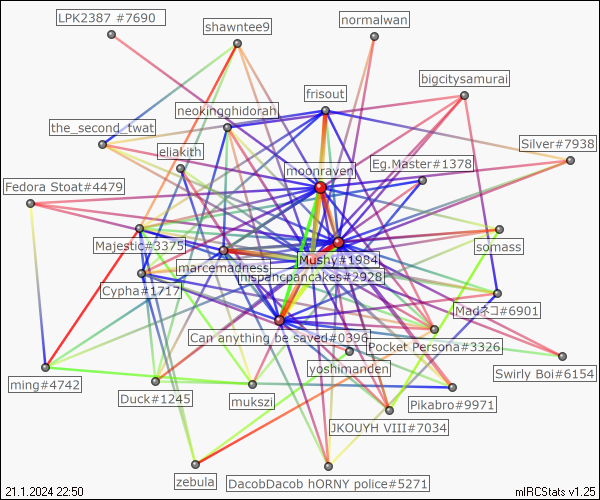 LPK2387 #7690
normalwan
shawntee9
bigcitysamurai
frisout
neokingghidorah
the_second_twat
Silver#7938
eliakith
Eg.Master#1378
moonraven
Fedora Stoat#4479
Majestic#3375
somass
Mushy#1984
marcemadness
hispancpancakes#2928
Cypha#1717
Madネコ#6901
Can anything be saved#0396
Pocket Persona#3326
yoshimanden
Swirly Boi#6154
ming#4742
Duck#1245
mukszi
Pikabro#9971
JKOUYH VIII#7034
zebula
DacobDacob hORNY police#5271
21.1.2024 22:50
mIRCStats v1.25